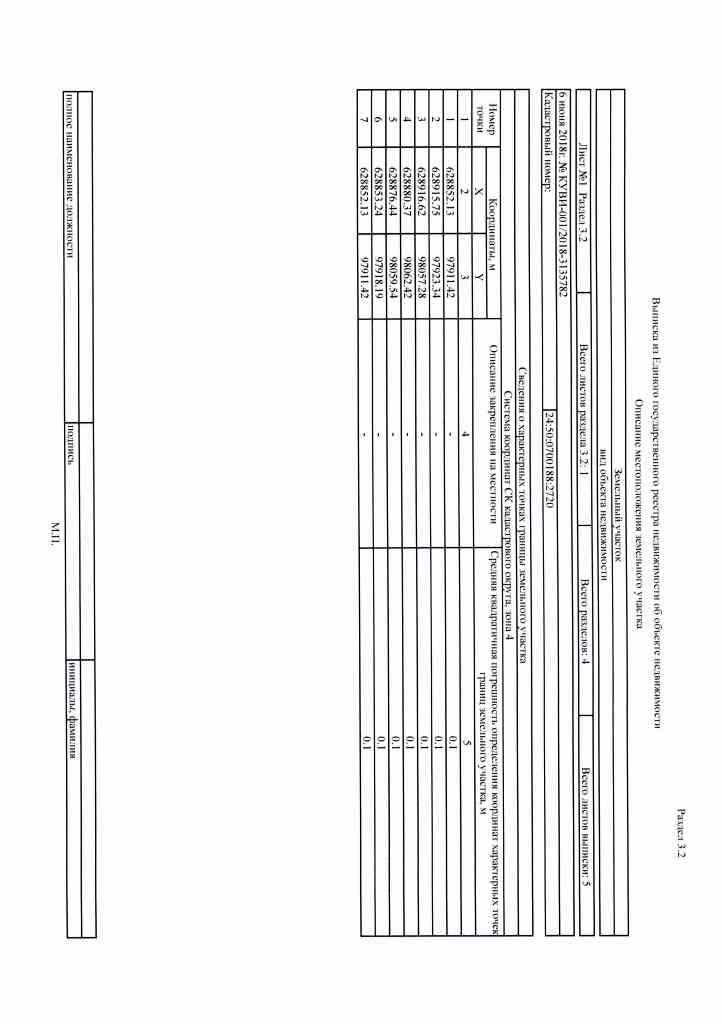 Раздел 3.2
Выписка из Единого государственного реестра недвижимости об объекте недвижимости
Описание местоположения земельного участка
Земельный участок
вид объекта недвижимости
Лист №1 Раздел 3.2 Всего листов раздела 3.2: 1 Всего разделов: 4 Всего листов выписки: 5
6 июня 2018г. № КУВИ-001/2018-3135782
Кадастровый номер: 24:50:0700188:2720
Сведения о характерных точках границы земельного участка
Система координат СК кадастрового округа, зона 4
Номер точки Координаты, м Описание закрепления на местности Средняя квадратичная погрешность определения координат характерных точек границ земельного участка, м
X Y
1 2 3 4 5
1 628852.13 97911.42 - 0.1
2 628915.75 97923.34 - 0.1
3 628916.62 98057.28 - 0.1
4 628880.37 98062.42 - 0.1
5 628876.44 98059.54 - 0.1
6 628853.24 97918.19 - 0.1
7 628852.13 97911.42 - 0.1
полное наименование должности подпись инициалы, фамилия
М.П.